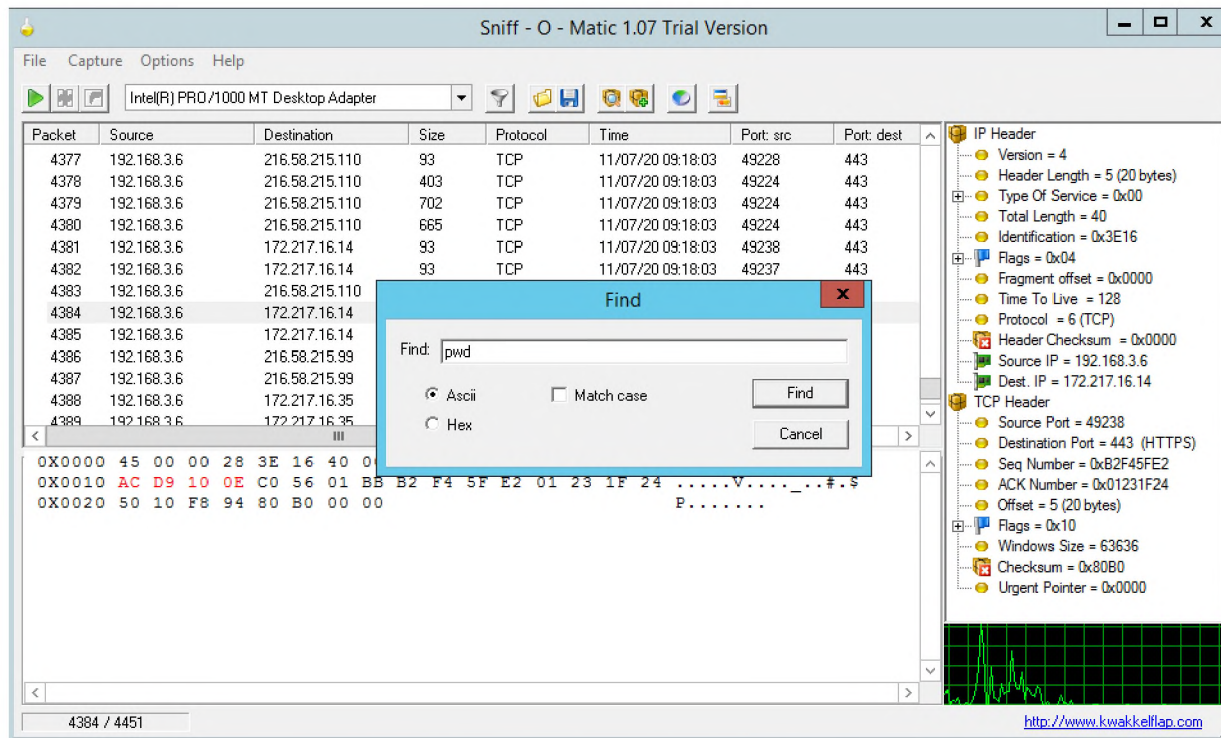 Sniff - O - Matic 1.07 Trial Version
File Capture Options Help
Intel(R) PRO/1000 MT Desktop Adapter
Packet Source Destination Size Protocol Time Port: src Port: dest
4377 192.168.3.6 216.58.215.110 93 TCP 11/07/20 09:18:03 49228 443
4378 192.168.3.6 216.58.215.110 403 TCP 11/07/20 09:18:03 49224 443
4379 192.168.3.6 216.58.215.110 702 TCP 11/07/20 09:18:03 49224 443
4380 192.168.3.6 216.58.215.110 665 TCP 11/07/20 09:18:03 49224 443
4381 192.168.3.6 172.217.16.14 93 TCP 11/07/20 09:18:03 49238 443
4382 192.168.3.6 172.217.16.14 93 TCP 11/07/20 09:18:03 49237 443
4383 192.168.3.6 216.58.215.110
4384 192.168.3.6 172.217.16.14
4385 192.168.3.6 172.217.16.14
4386 192.168.3.6 216.58.215.99
4387 192.168.3.6 216.58.215.99
4388 192.168.3.6 172.217.16.35
4389 192.168.3.6 172.217.16.35
Find
Find: pwd
Ascii Match case Find
Hex Cancel
0X0000 45 00 00 28 3E 16 40
0X0010 AC D9 10 0E C0 56 01 BB B2 F4 5F E2 01 23 1F 24 .....V...._..#.$
0X0020 50 10 F8 94 80 B0 00 00 P.......
IP Header
Version = 4
Header Length = 5 (20 bytes)
Type Of Service = 0x00
Total Length = 40
Identification = 0x3E16
Flags = 0x04
Fragment offset = 0x0000
Time To Live = 128
Protocol = 6 (TCP)
Header Checksum = 0x0000
Source IP = 192.168.3.6
Dest. IP = 172.217.16.14
TCP Header
Source Port = 49238
Destination Port = 443 (HTTPS)
Seq Number = 0xB2F45FE2
ACK Number = 0x01231F24
Offset = 5 (20 bytes)
Flags = 0x10
Windows Size = 63636
Checksum = 0x80B0
Urgent Pointer = 0x0000
4384 / 4451
http://www.kwakkelflap.com